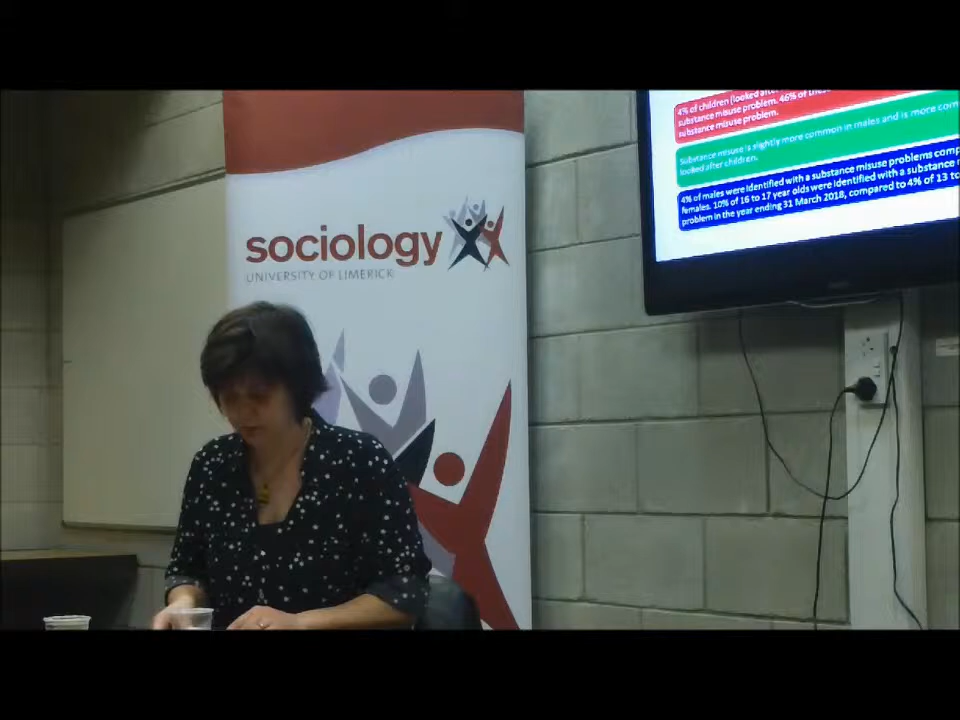 sociology
UNIVERSITY OF LIMERICK
4% of children (looked afte
substance misuse problem. 46% of these
substance misuse problem.
Substance misuse is slightly more common in males and is more com
looked after children.
4% of males were identified with a substance misuse problems comp
females. 10% of 16 to 17 year olds were identified with a substance
problem in the year ending 31 March 2018, compared to 4% of 13 to